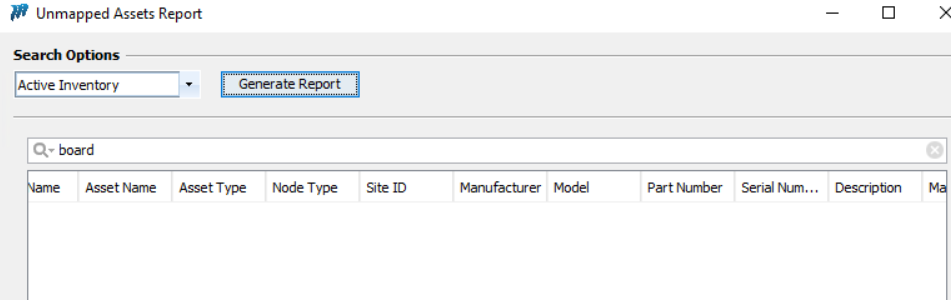 Unmapped Assets Report
Search Options
Active Inventory Generate Report
board
Name Asset Name Asset Type Node Type Site ID Manufacturer Model Part Number Serial Num... Description Ma